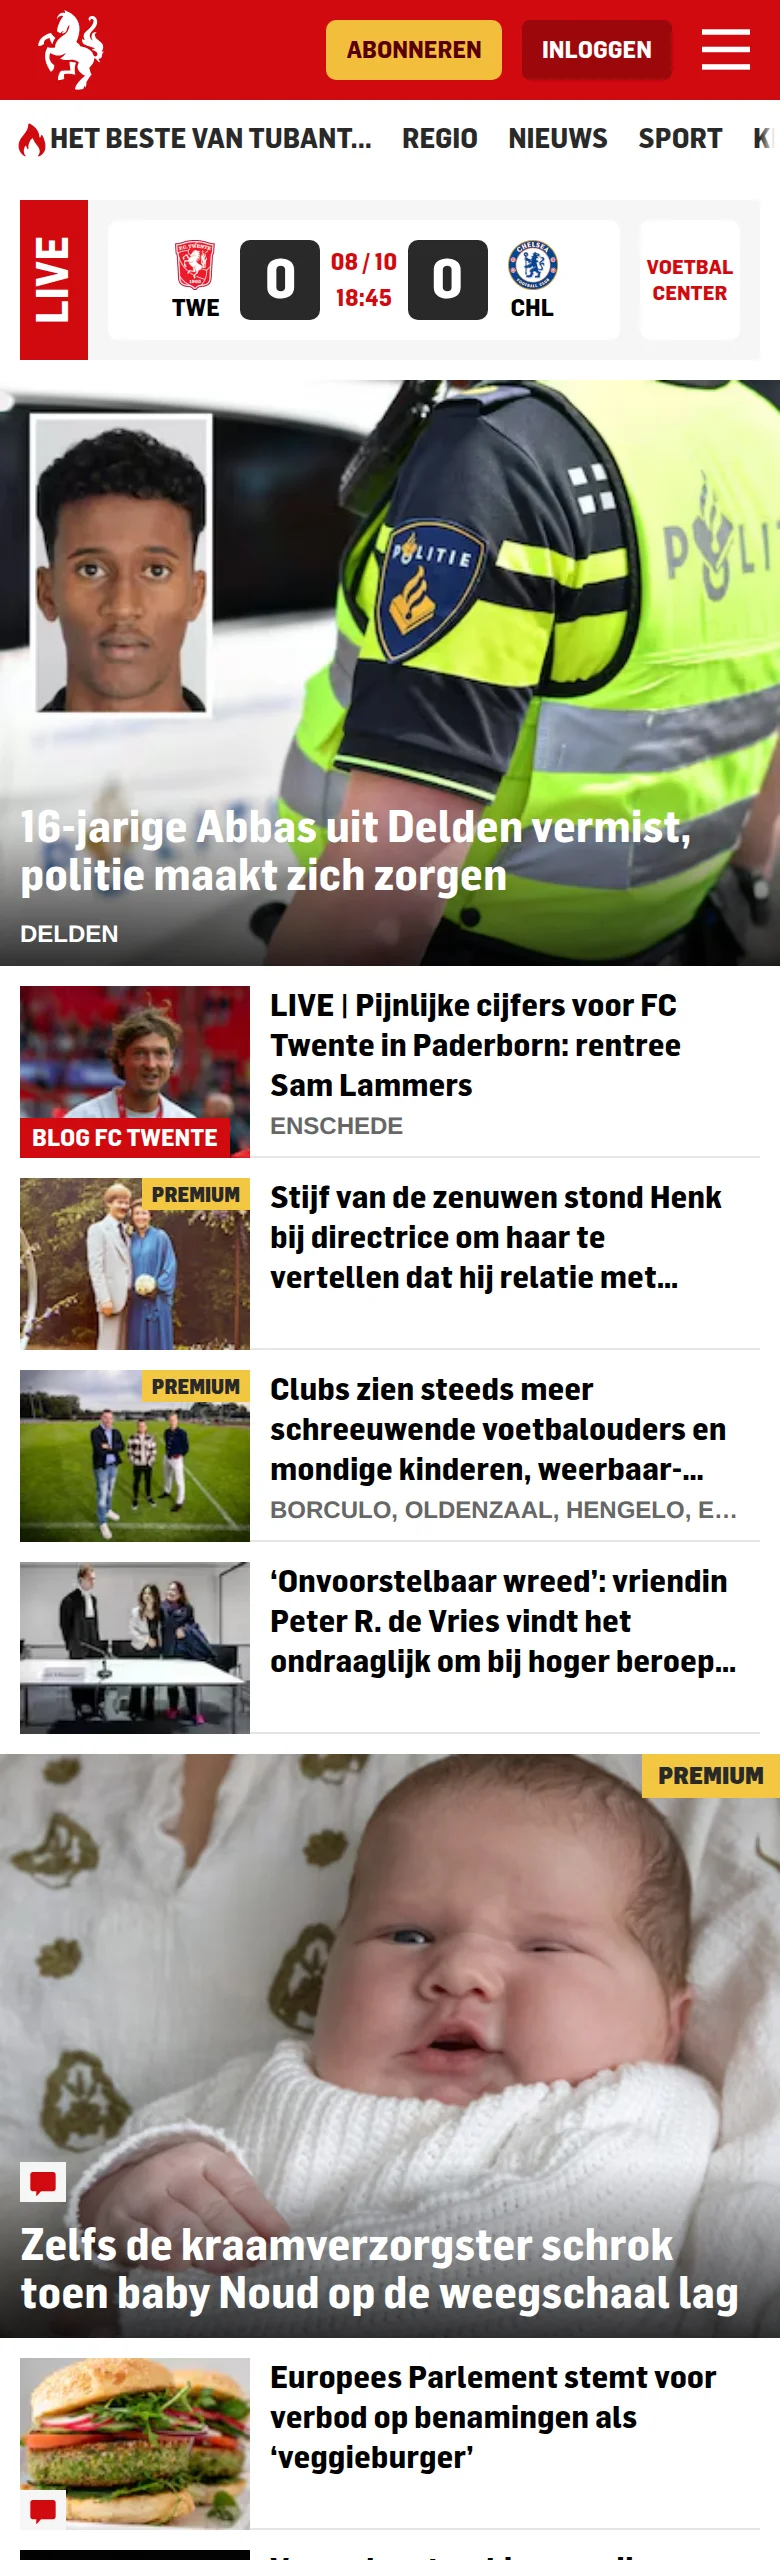 ABONNEREN
INLOGGEN
HET BESTE VAN TUBANT...
REGIO
NIEUWS
SPORT
LIVE
TWE
0
08 / 10
18:45
0
CHL
VOETBAL
CENTER
POLITIE
16-jarige Abbas uit Delden vermist,
politie maakt zich zorgen
DELDEN
LIVE | Pijnlijke cijfers voor FC
Twente in Paderborn: rentree
Sam Lammers
ENSCHEDE
BLOG FC TWENTE
PREMIUM
Stijf van de zenuwen stond Henk
bij directrice om haar te
vertellen dat hij relatie met...
PREMIUM
Clubs zien steeds meer
schreeuwende voetbalouders en
mondige kinderen, weerbaar-...
BORCULO, OLDENZAAL, HENGELO, E...
‘Onvoorstelbaar wreed’: vriendin
Peter R. de Vries vindt het
ondraaglijk om bij hoger beroep...
PREMIUM
Zelfs de kraamverzorgster schrok
toen baby Noud op de weegschaal lag
Europees Parlement stemt voor
verbod op benamingen als
‘veggieburger’